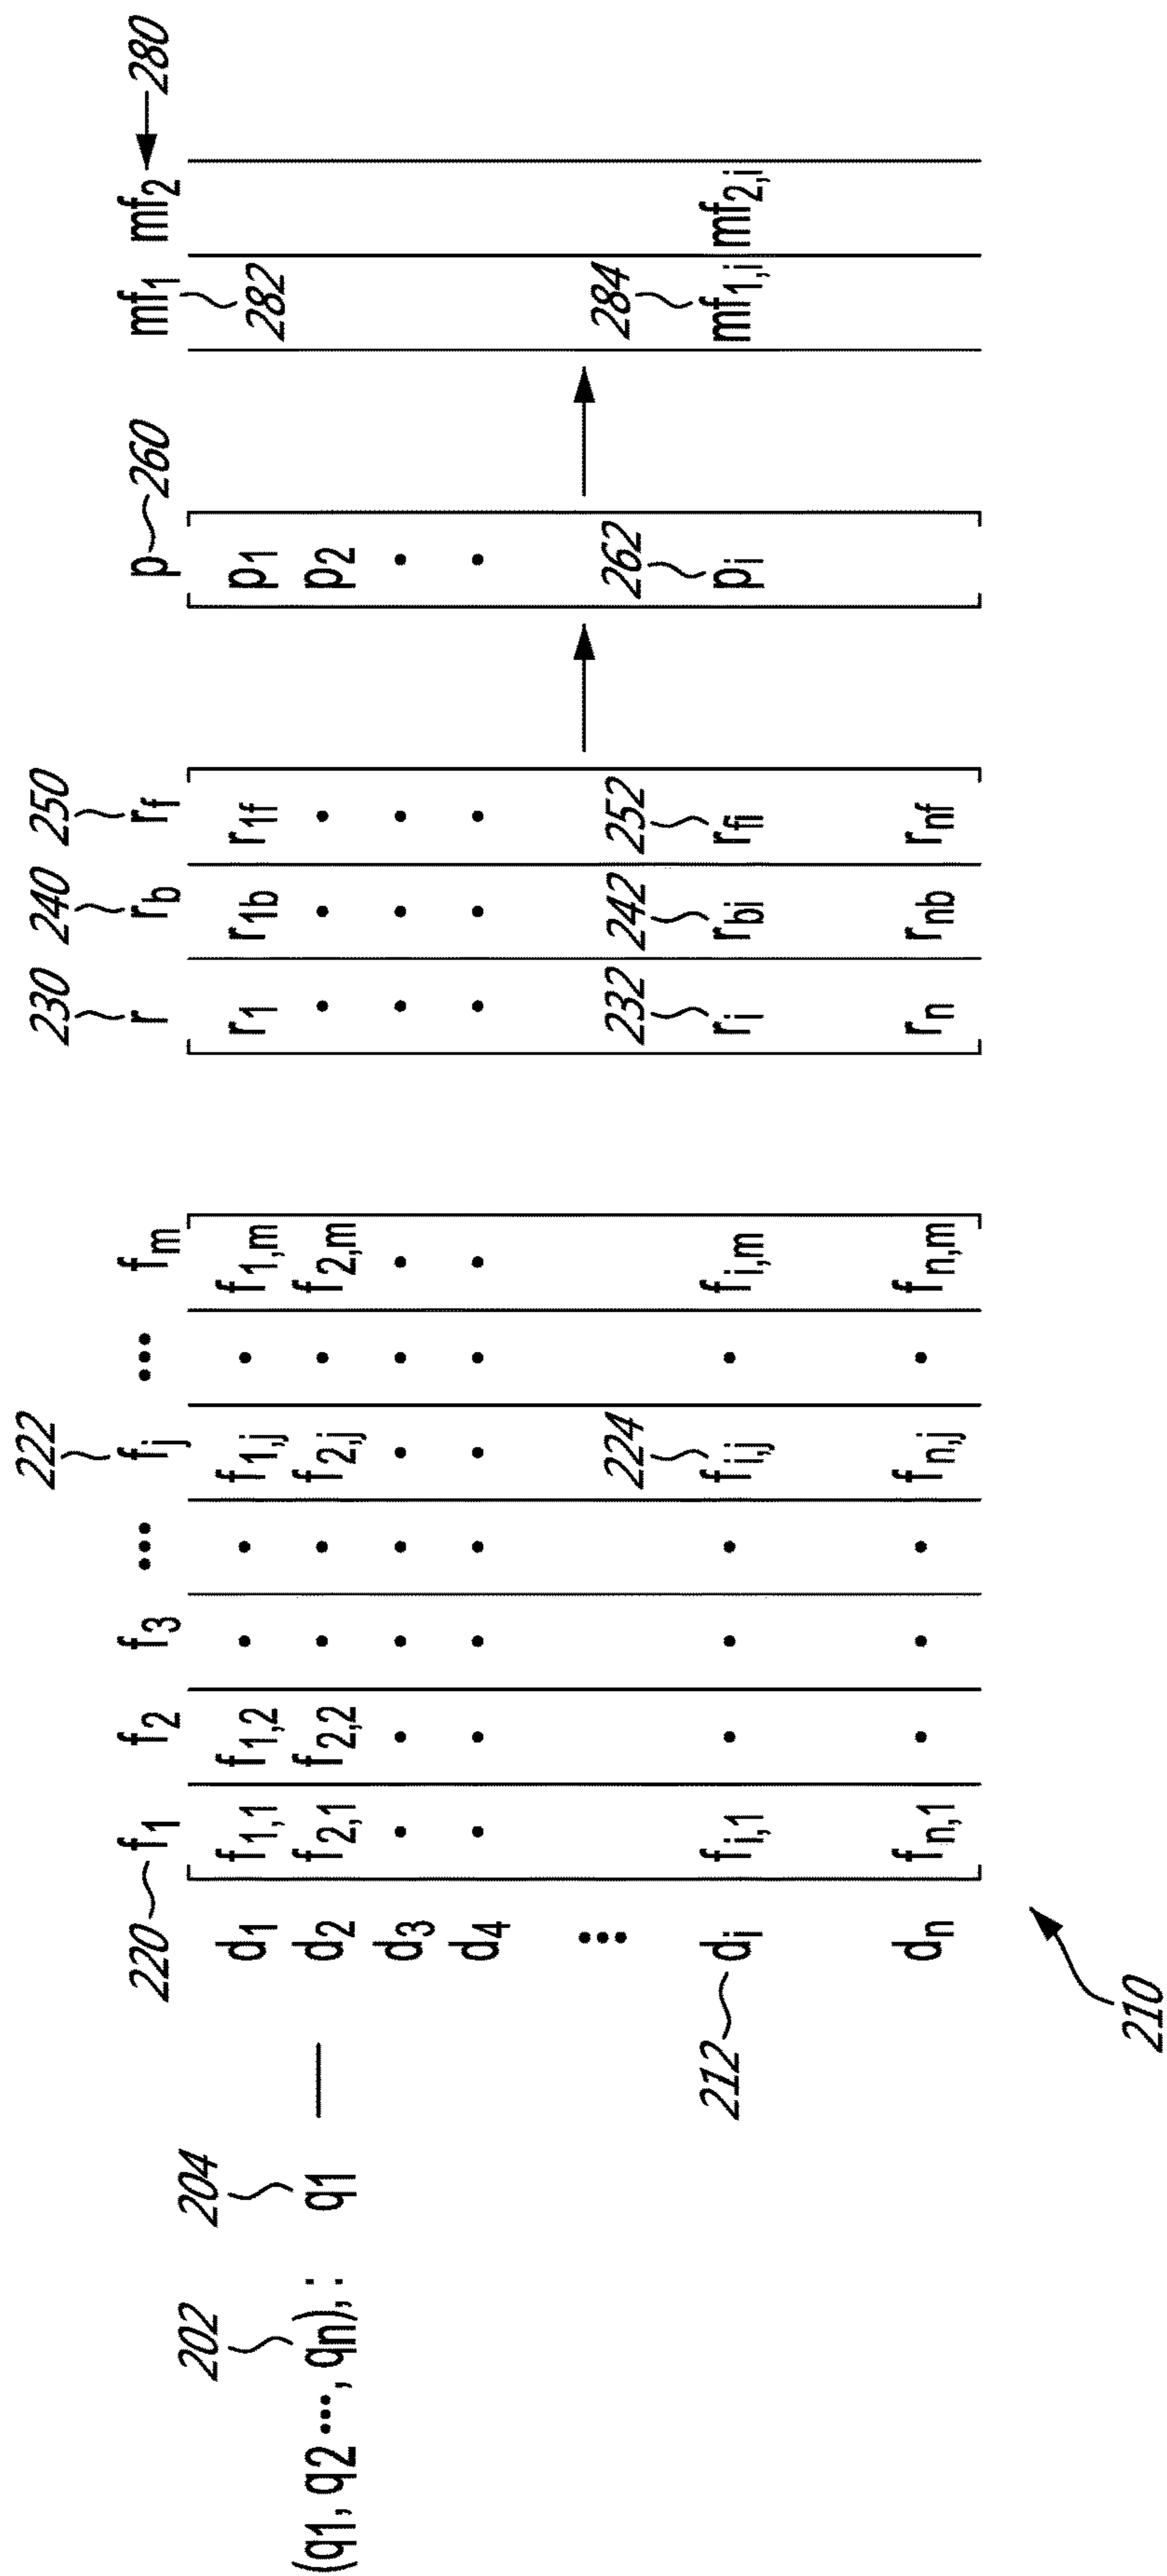 222 230 240 250
220 f1 f2 f3 ••• fj ••• fm r rb rf p 260 mf1 mf2 280
202 204 d1 f1,1 f1,2 • • f1,j • f1,m r1 r1b r1f p1 282
(q1, q2 •••, qn), : q1 — d2 f2,1 f2,2 • • f2,j • f2,m • • • p2
d3 • • • • • • • • • • •
d4 • • • • • • • • • • •
••• 224 232 242 252 262 284
212 di fi,1 • • • fi,j • fi,m ri rbi rfi pi mf1,i mf2,i
dn fn,1 • • • fn,j • fn,m rn rnb rnf
210